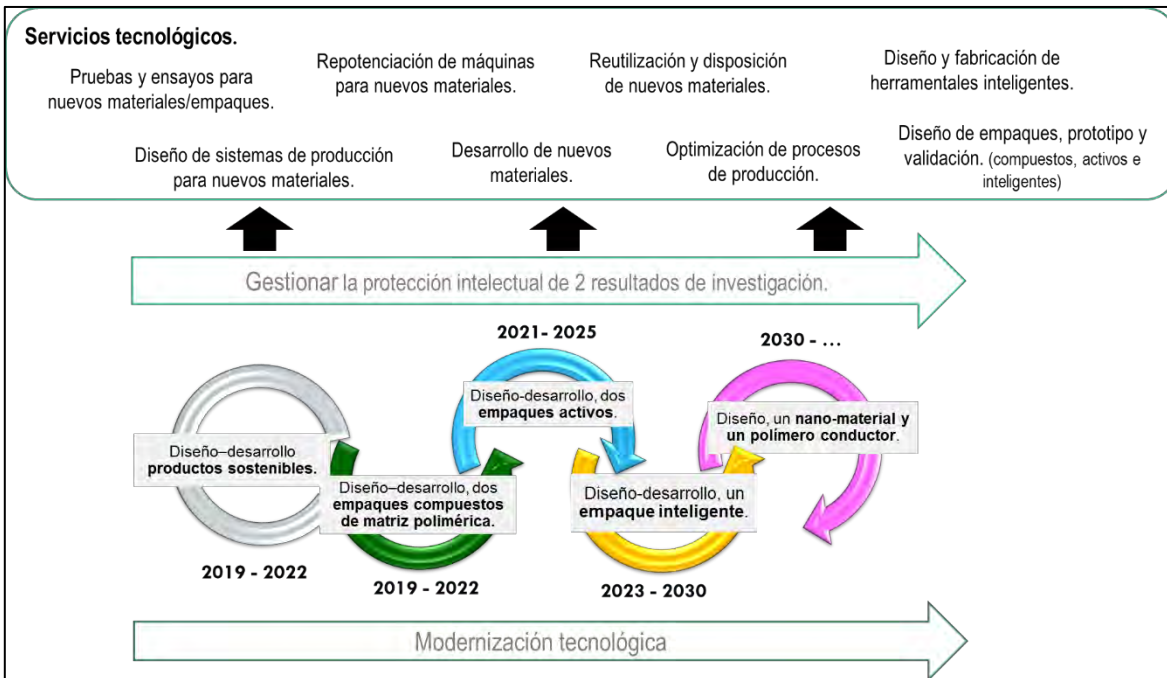 Servicios tecnológicos.
Pruebas y ensayos para
nuevos materiales/empaques.
Repotenciación de máquinas
para nuevos materiales.
Reutilización y disposición
de nuevos materiales.
Diseño y fabricación de
herramentales inteligentes.
Diseño de sistemas de producción
para nuevos materiales.
Desarrollo de nuevos
materiales.
Optimización de procesos
de producción.
Diseño de empaques, prototipo y
validación. (compuestos, activos e
inteligentes)
Gestionar la protección intelectual de 2 resultados de investigación.
2021- 2025
2030 - ...
Diseño–desarrollo
productos sostenibles.
Diseño–desarrollo, dos
empaques compuestos
de matriz polimérica.
Diseño-desarrollo, dos
empaques activos.
Diseño-desarrollo, un
empaque inteligente.
Diseño, un nano-material y
un polímero conductor.
2019 - 2022
2019 - 2022
2023 - 2030
Modernización tecnológica